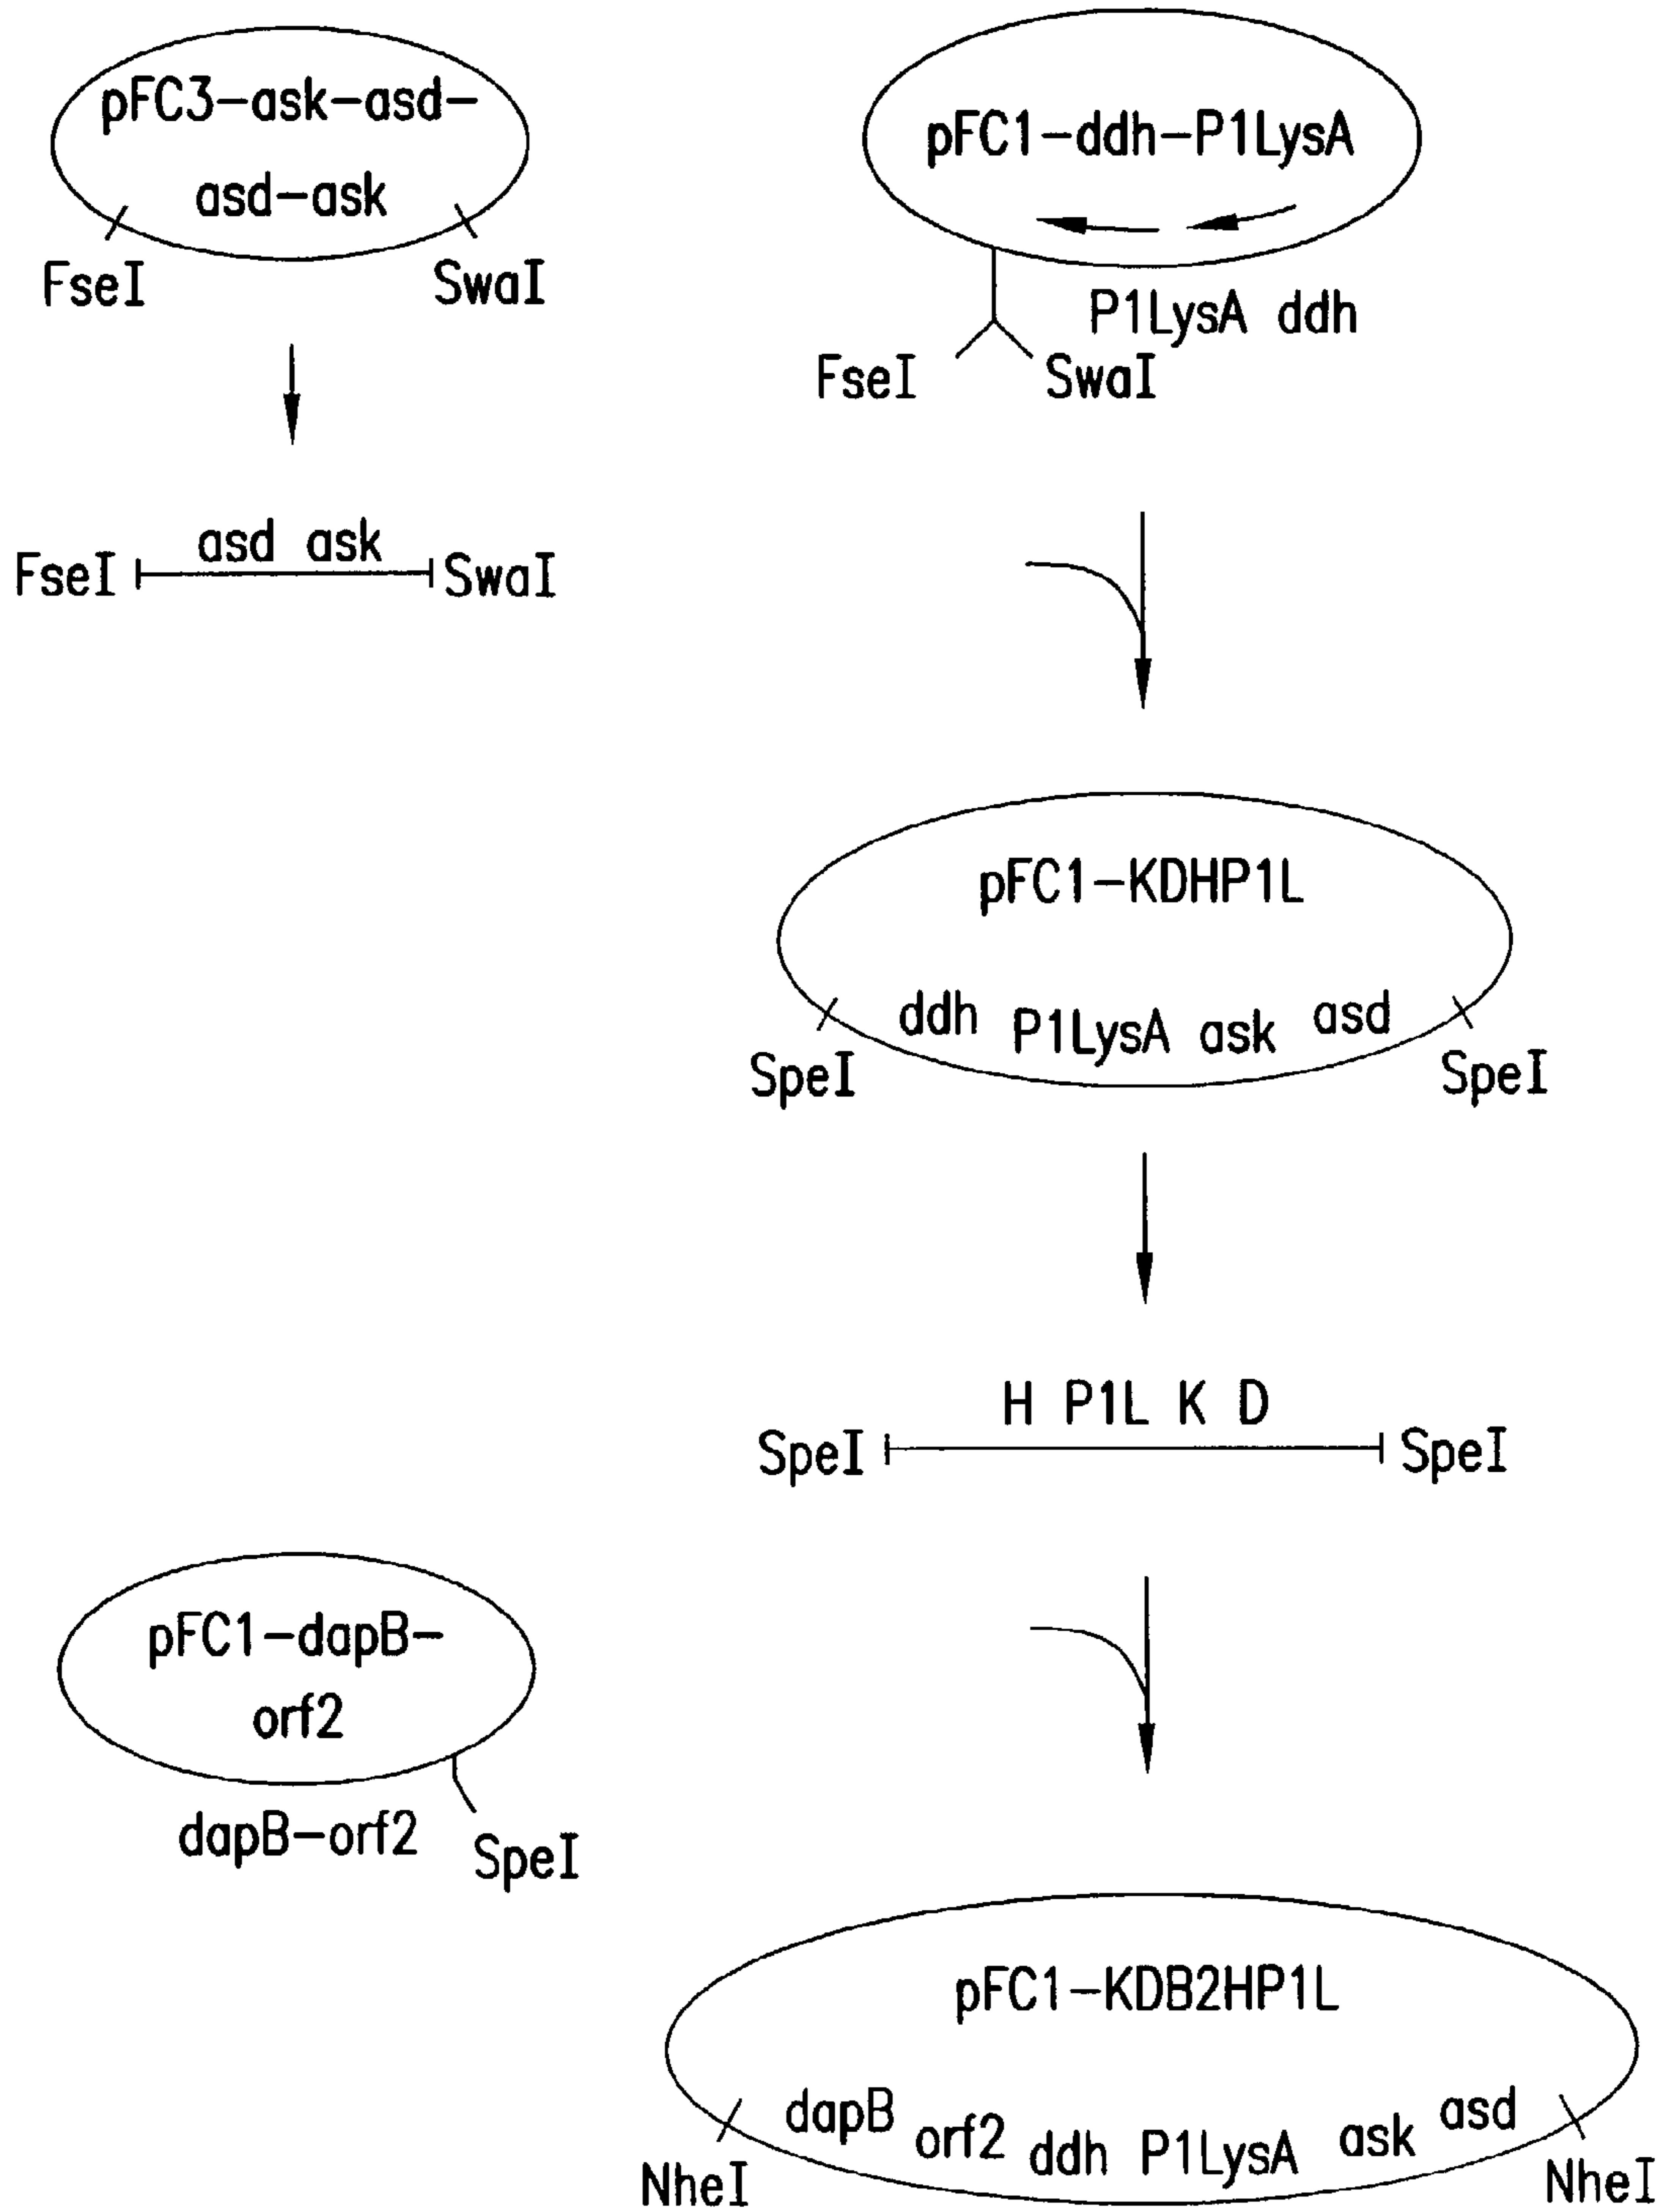 pFC3-ask-asd-
asd-ask
FseI
SwaI
pFC1-ddh-P1LysA
P1LysA ddh
FseI
SwaI
asd ask
FseI
SwaI
pFC1-KDHP1L
ddh P1LysA ask asd
SpeI
SpeI
H P1L K D
SpeI
SpeI
pFC1-dapB-
orf2
dapB-orf2
SpeI
pFC1-KDB2HP1L
dapB orf2 ddh P1LysA ask asd
NheI
NheI